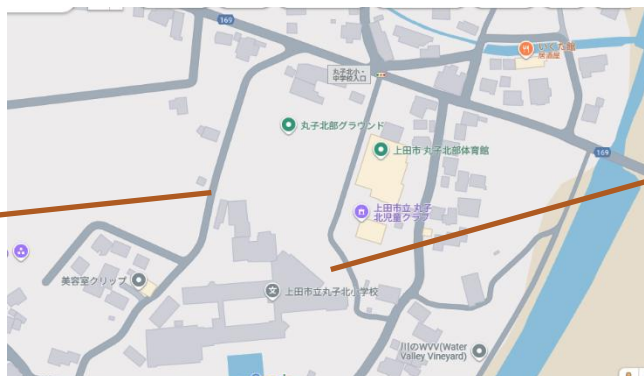 169
丸子北小・
中学校入口
居酒屋
丸子北部グラウンド
上田市 丸子北部体育館
169
上田市立 丸子
北児童クラブ
美容室クリップ
上田市立丸子北小学校
川のWVV(Water
Valley Vineyard)